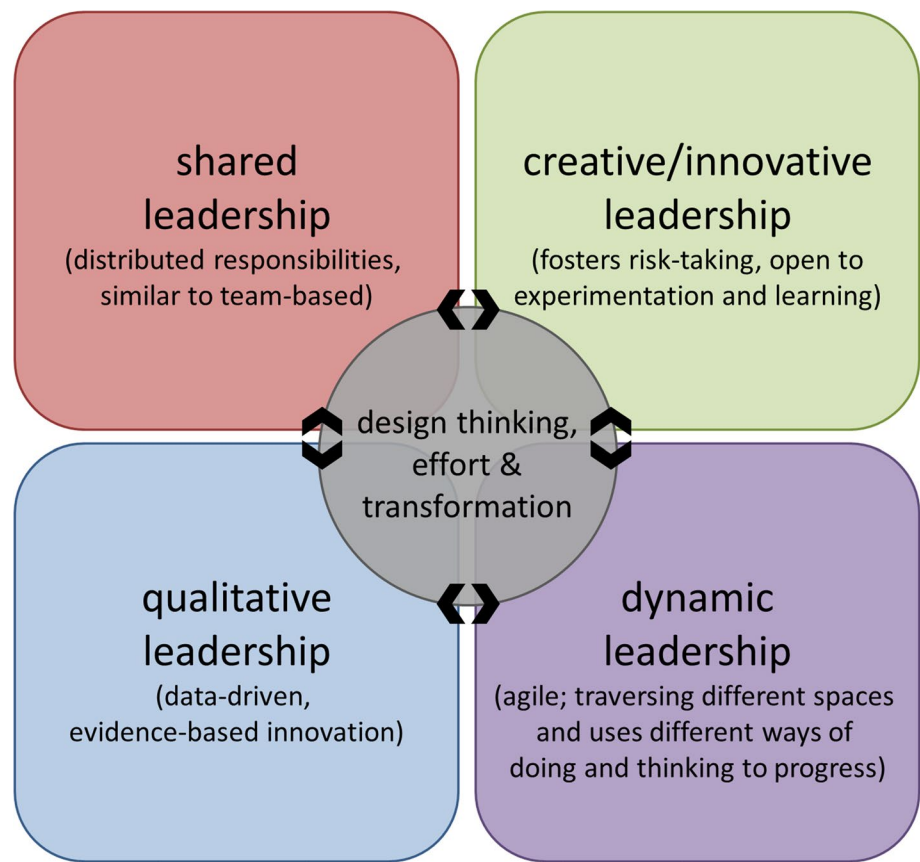 shared
leadership
(distributed responsibilities,
similar to team-based)
creative/innovative
leadership
(fosters risk-taking, open to
experimentation and learning)
design thinking,
effort &
transformation
qualitative
leadership
(data-driven,
evidence-based innovation)
dynamic
leadership
(agile; traversing different spaces
and uses different ways of
doing and thinking to progress)